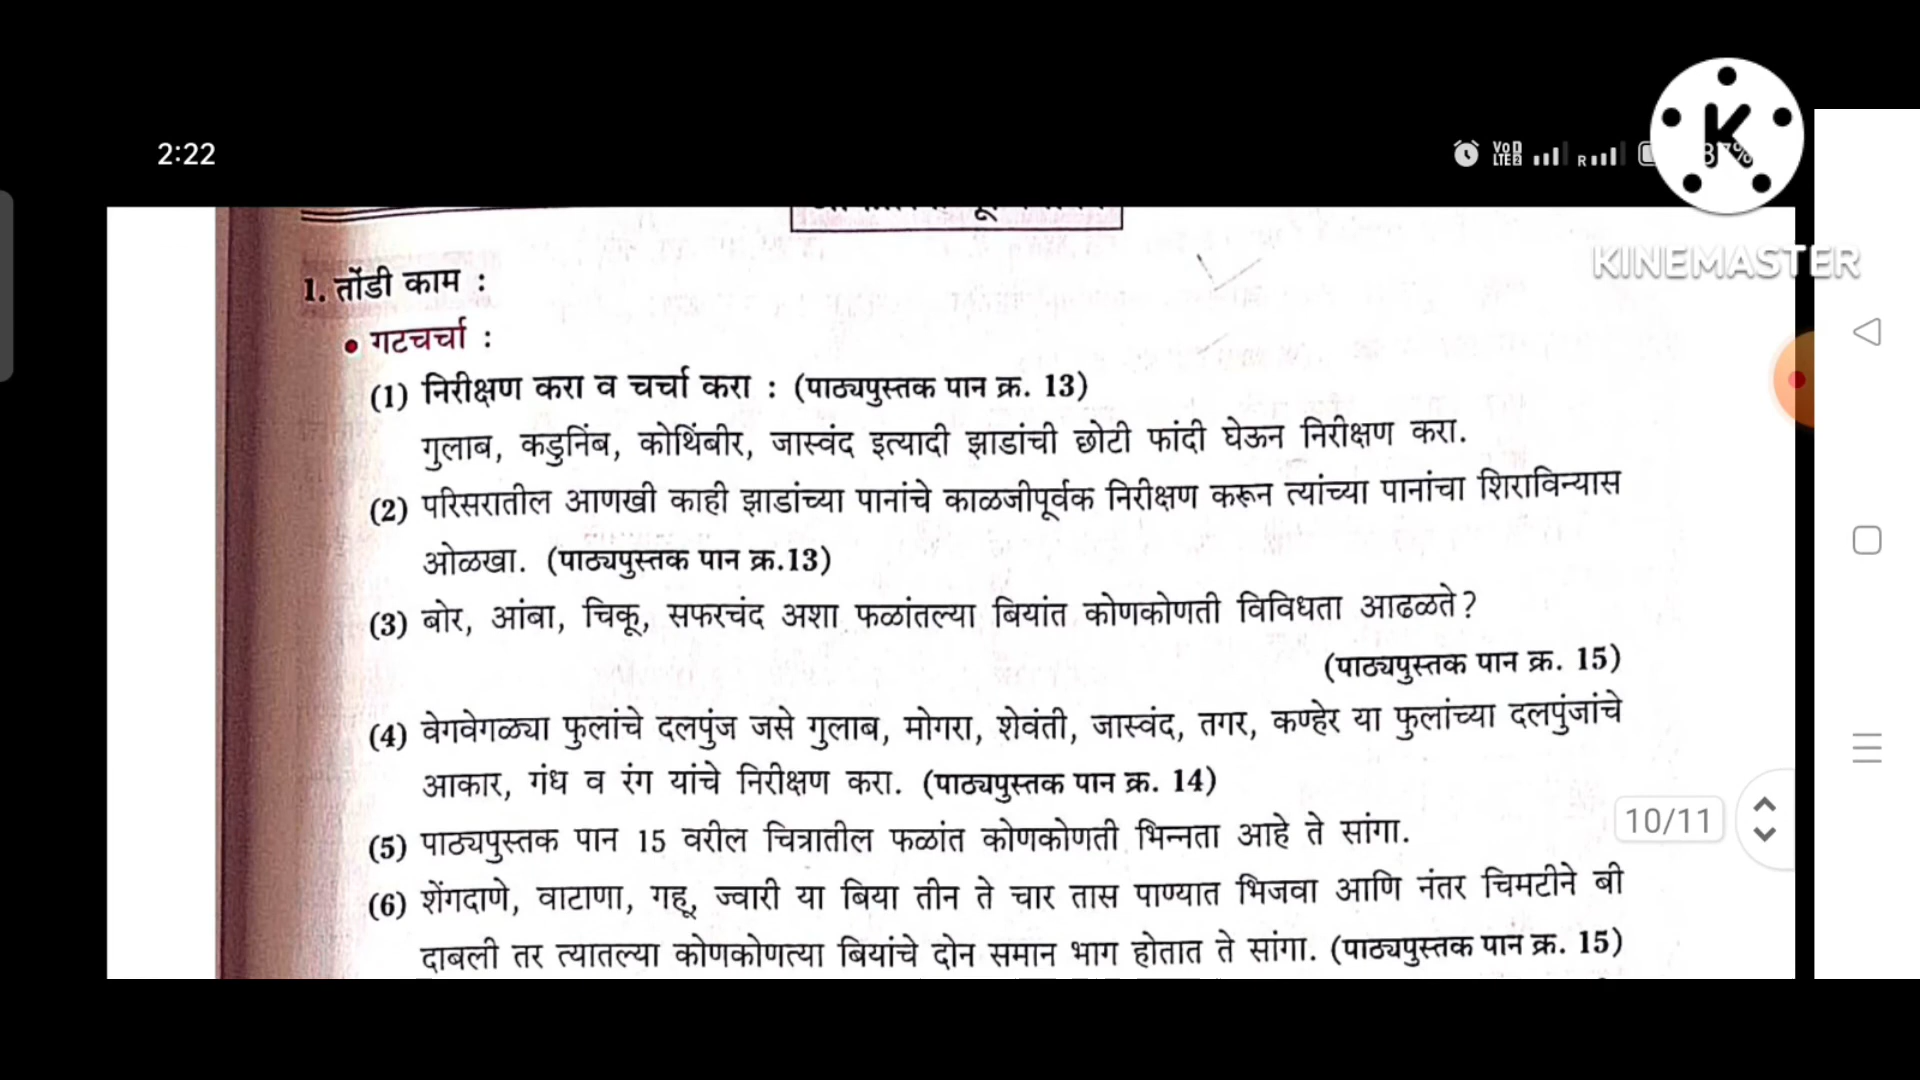 2:22
VoD
LTE2
R
K
KINEMASTER
1. तोंडी काम :
• गटचर्चा :
(1) निरीक्षण करा व चर्चा करा : (पाठ्यपुस्तक पान क्र. 13)
गुलाब, कडुनिंब, कोथिंबीर, जास्वंद इत्यादी झाडांची छोटी फांदी घेऊन निरीक्षण करा.
(2) परिसरातील आणखी काही झाडांच्या पानांचे काळजीपूर्वक निरीक्षण करून त्यांच्या पानांचा शिराविन्यास
ओळखा. (पाठ्यपुस्तक पान क्र.13)
(3) बोर, आंबा, चिकू, सफरचंद अशा फळांतल्या बियांत कोणकोणती विविधता आढळते?
(पाठ्यपुस्तक पान क्र. 15)
(4) वेगवेगळ्या फुलांचे दलपुंज जसे गुलाब, मोगरा, शेवंती, जास्वंद, तगर, कण्हेर या फुलांच्या दलपुंजांचे
आकार, गंध व रंग यांचे निरीक्षण करा. (पाठ्यपुस्तक पान क्र. 14)
10/11
(5) पाठ्यपुस्तक पान 15 वरील चित्रातील फळांत कोणकोणती भिन्नता आहे ते सांगा.
(6) शेंगदाणे, वाटाणा, गहू, ज्वारी या बिया तीन ते चार तास पाण्यात भिजवा आणि नंतर चिमटीने बी
दाबली तर त्यातल्या कोणकोणत्या बियांचे दोन समान भाग होतात ते सांगा. (पाठ्यपुस्तक पान क्र. 15)